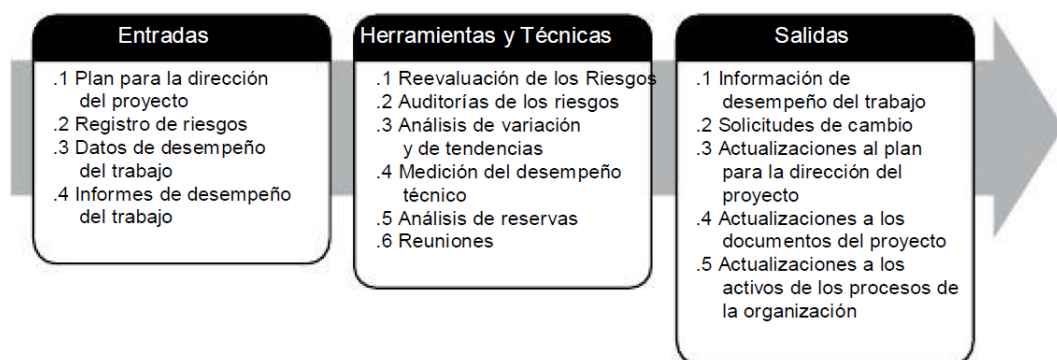 Entradas
.1 Plan para la dirección
del proyecto
.2 Registro de riesgos
.3 Datos de desempeño
del trabajo
.4 Informes de desempeño
del trabajo
Herramientas y Técnicas
.1 Reevaluación de los Riesgos
.2 Auditorías de los riesgos
.3 Análisis de variación
y de tendencias
.4 Medición del desempeño
técnico
.5 Análisis de reservas
.6 Reuniones
Salidas
.1 Información de
desempeño del trabajo
.2 Solicitudes de cambio
.3 Actualizaciones al plan
para la dirección del
proyecto
.4 Actualizaciones a los
documentos del proyecto
.5 Actualizaciones a los
activos de los procesos de
la organización